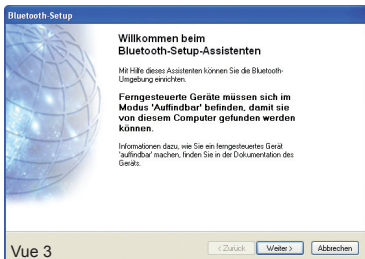 Bluetooth-Setup
Willkommen beim
Bluetooth-Setup-Assistenten
Mit Hilfe dieses Assistenten können Sie die Bluetooth-
Umgebung einrichten.
Ferngesteuerte Geräte müssen sich im
Modus 'Auffindbar' befinden, damit sie
von diesem Computer gefunden werden
können.
Informationen dazu, wie Sie ein ferngesteuertes Gerät
'auffindbar' machen, finden Sie in der Dokumentation des
Geräts.
Vue 3
< Zurück
Weiter >
Abbrechen